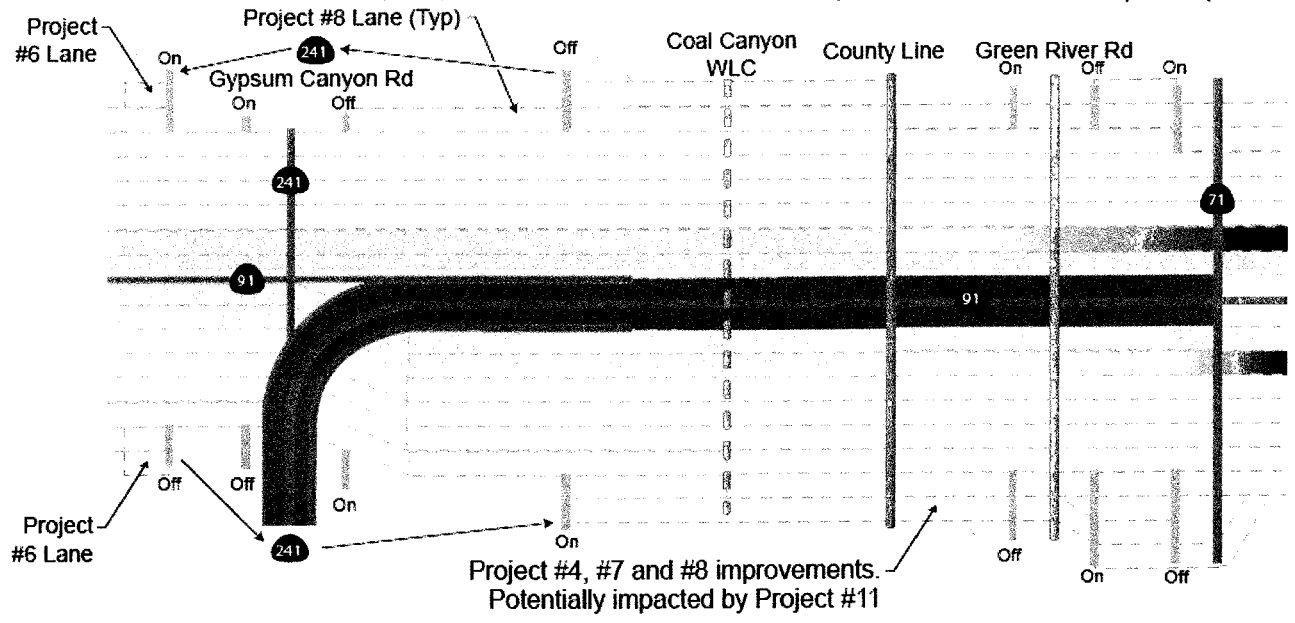 Project
#6 Lane
Project #8 Lane (Typ)
On
241
Off
Gypsum Canyon Rd
On
Off
Coal Canyon
WLC
County Line
Green River Rd
On
Off
On
241
71
91
91
Off
Off
On
Project
#6 Lane
241
On
Off
On
Off
Project #4, #7 and #8 improvements.
Potentially impacted by Project #11